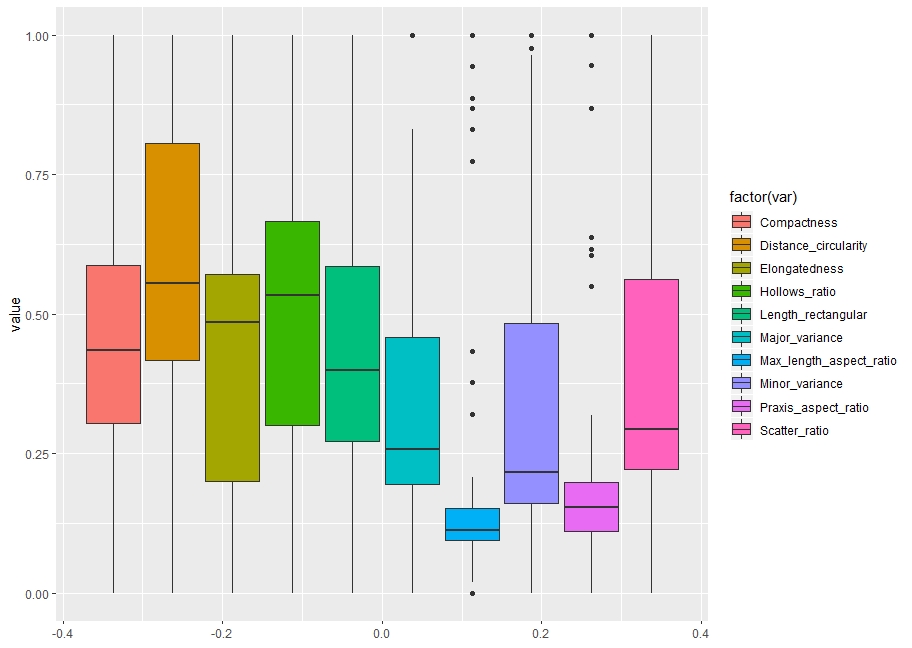 1.00
0.75
0.50
0.25
0.00
value
-0.4
-0.2
0.0
0.2
0.4
factor(var)
Compactness
Distance_circularity
Elongatedness
Hollows_ratio
Length_rectangular
Major_variance
Max_length_aspect_ratio
Minor_variance
Praxis_aspect_ratio
Scatter_ratio